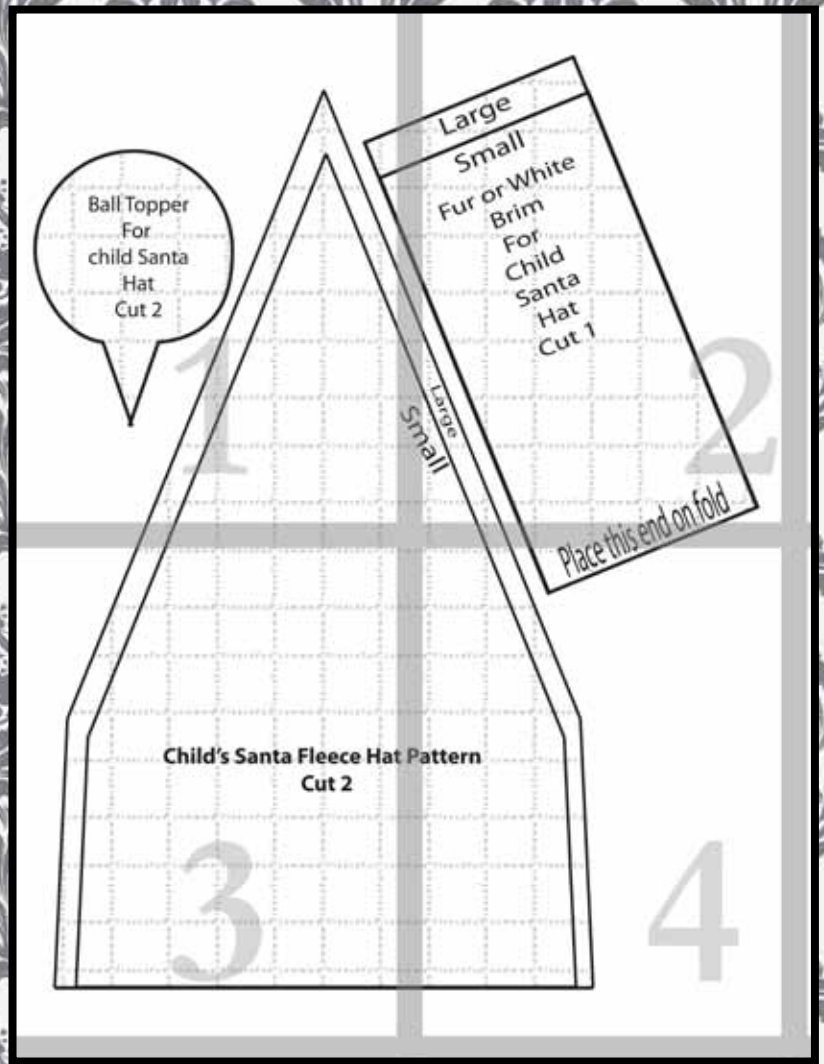 Large
Small
Fur or White
Brim
For
Child
Santa
Hat
Cut 1
Place this end on fold
Ball Topper
For
child Santa
Hat
Cut 2
1
2
Large
Small
Child's Santa Fleece Hat Pattern
Cut 2
3
4